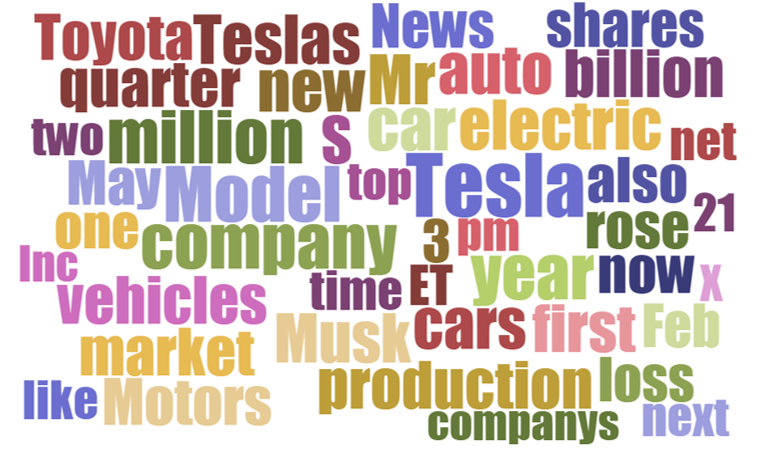 Toyota Teslas News shares
quarter new Mr auto billion
two million S car electric net
May Model top Tesla also 21
one company 3 pm rose
Inc vehicles time ET year now X
market Musk cars first Feb
like Motors production loss
companys next